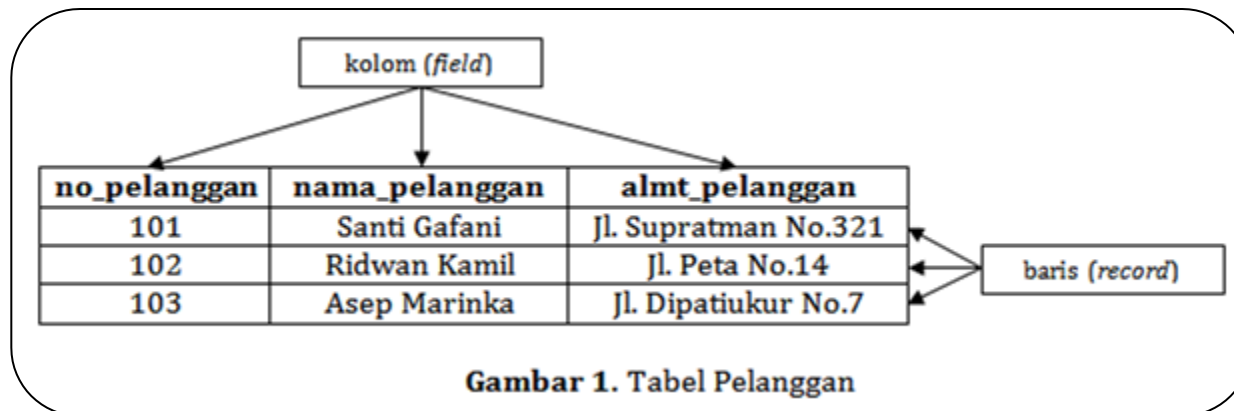 kolom (field)
no_pelanggan nama_pelanggan almt_pelanggan
101 Santi Gafani Jl. Supratman No.321
102 Ridwan Kamil Jl. Peta No.14
baris (record)
103 Asep Marinka Jl. Dipatiukur No.7
Gambar 1. Tabel Pelanggan